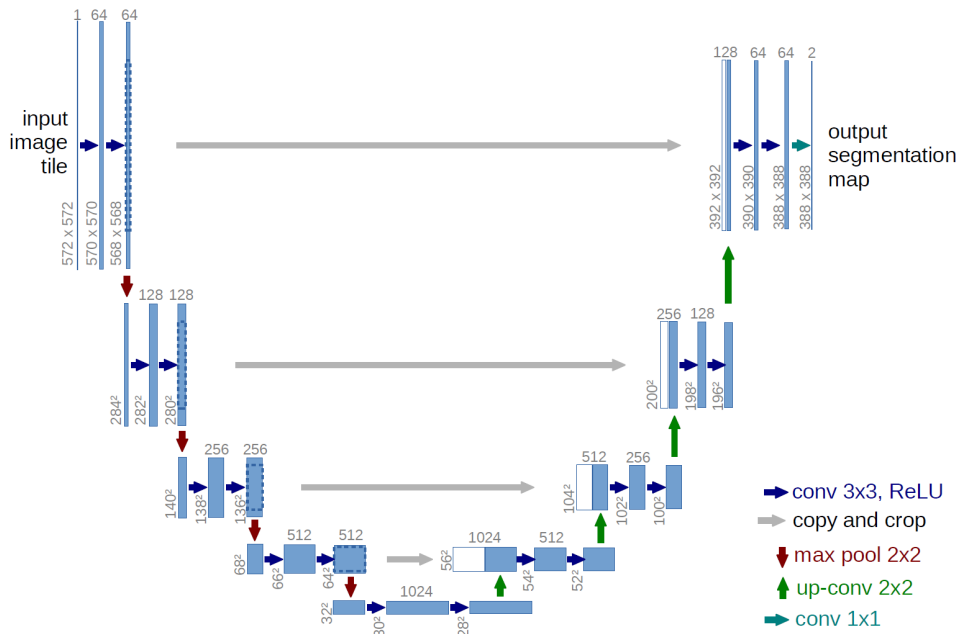 1 64 64
input
image
tile
572 x 572
570 x 570
568 x 568
128 64 64 2
output
segmentation
map
392 x 392
390 x 390
388 x 388
388 x 388
128 128
284²
282²
280²
256 128
200²
198²
196²
256 256
140²
138²
136²
512 256
104²
102²
100²
512 512
68²
66²
64²
1024 512
56²
54²
52²
1024
32²
30²
28²
conv 3x3, ReLU
copy and crop
max pool 2x2
up-conv 2x2
conv 1x1